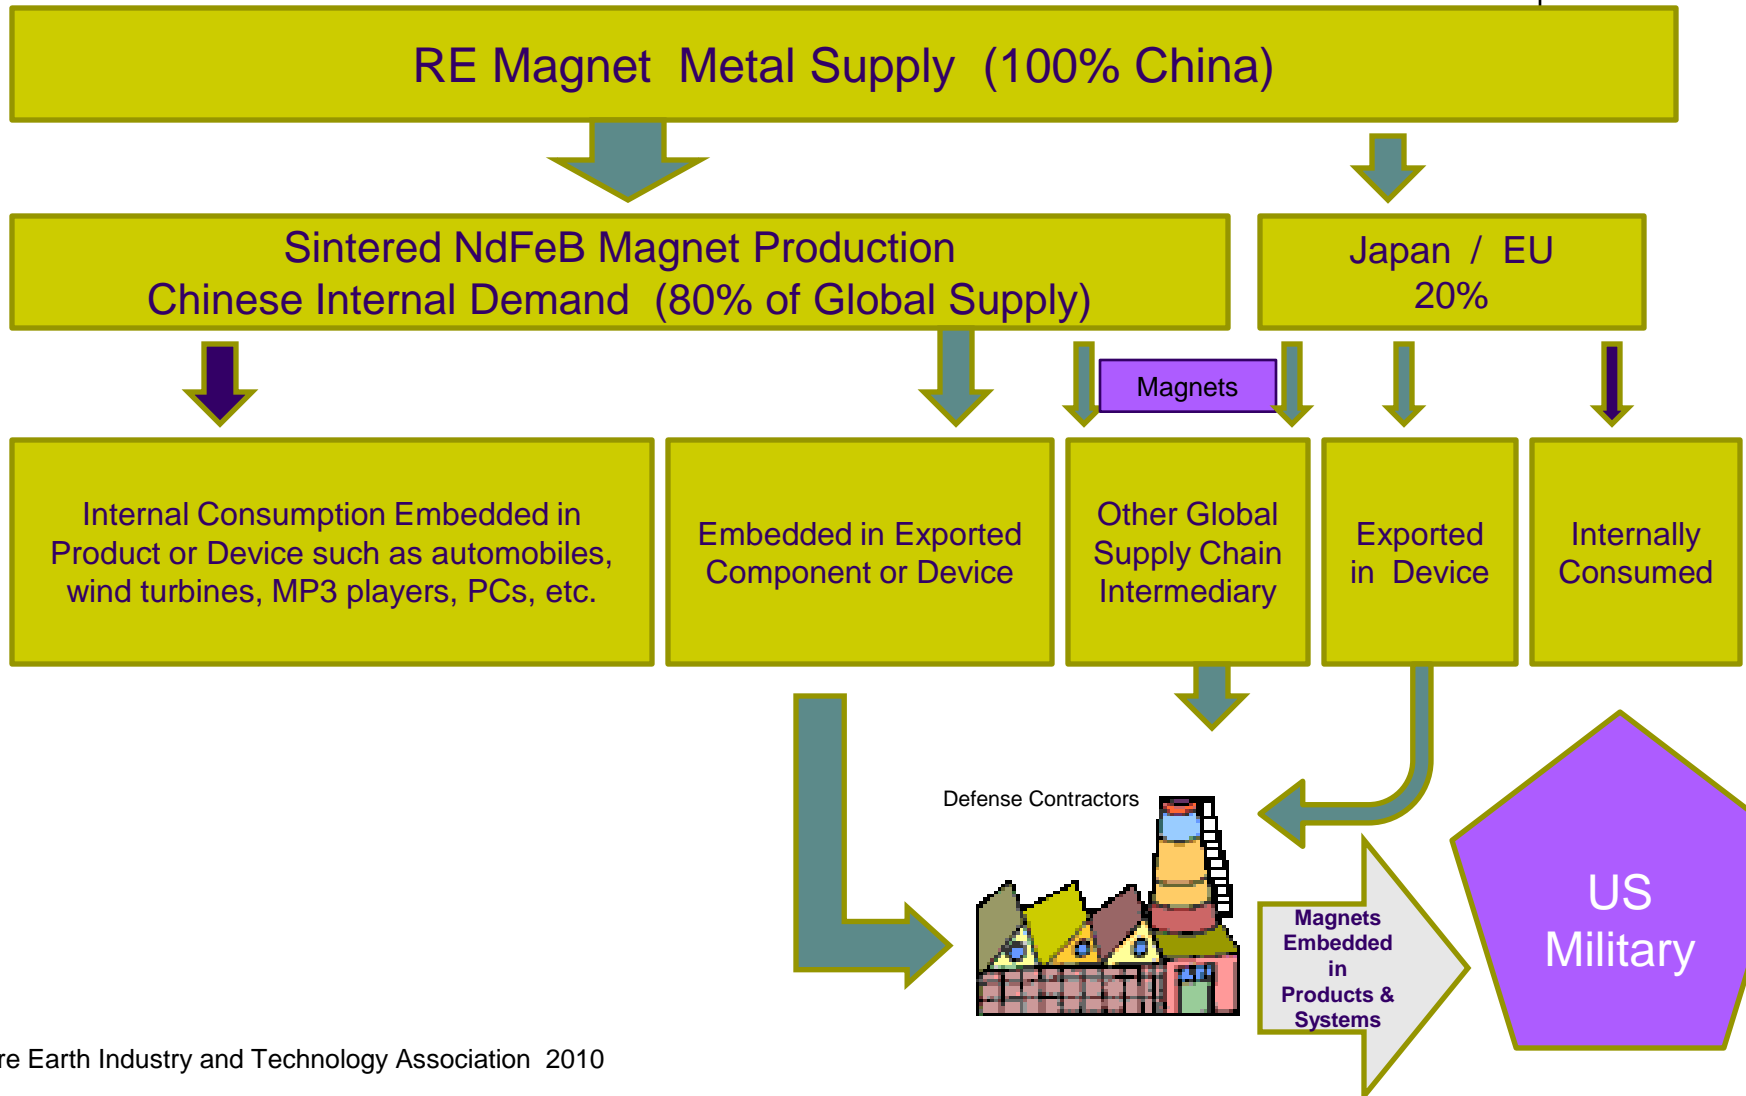 RE Magnet  Metal Supply  (100% China)
Sintered NdFeB Magnet Production
Chinese Internal Demand  (80% of Global Supply)
Japan  /  EU
20%
Magnets
Internal Consumption Embedded in
Product or Device such as automobiles,
wind turbines, MP3 players, PCs, etc.
Embedded in Exported
Component or Device
Other Global
Supply Chain
Intermediary
Exported
in  Device
Internally
Consumed
Defense Contractors
Magnets
Embedded
in
Products &
Systems
US
Military
re Earth Industry and Technology Association  2010